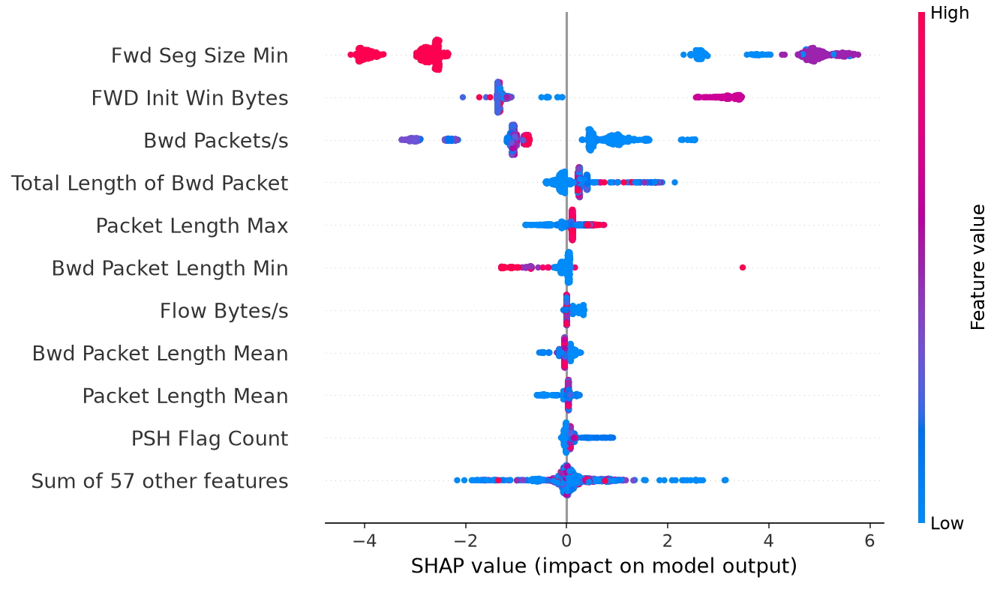 High
Fwd Seg Size Min
FWD Init Win Bytes
Bwd Packets/s
Total Length of Bwd Packet
Packet Length Max
Bwd Packet Length Min
Flow Bytes/s
Bwd Packet Length Mean
Packet Length Mean
PSH Flag Count
Sum of 57 other features
Feature value
Low
−4 −2 0 2 4 6
SHAP value (impact on model output)